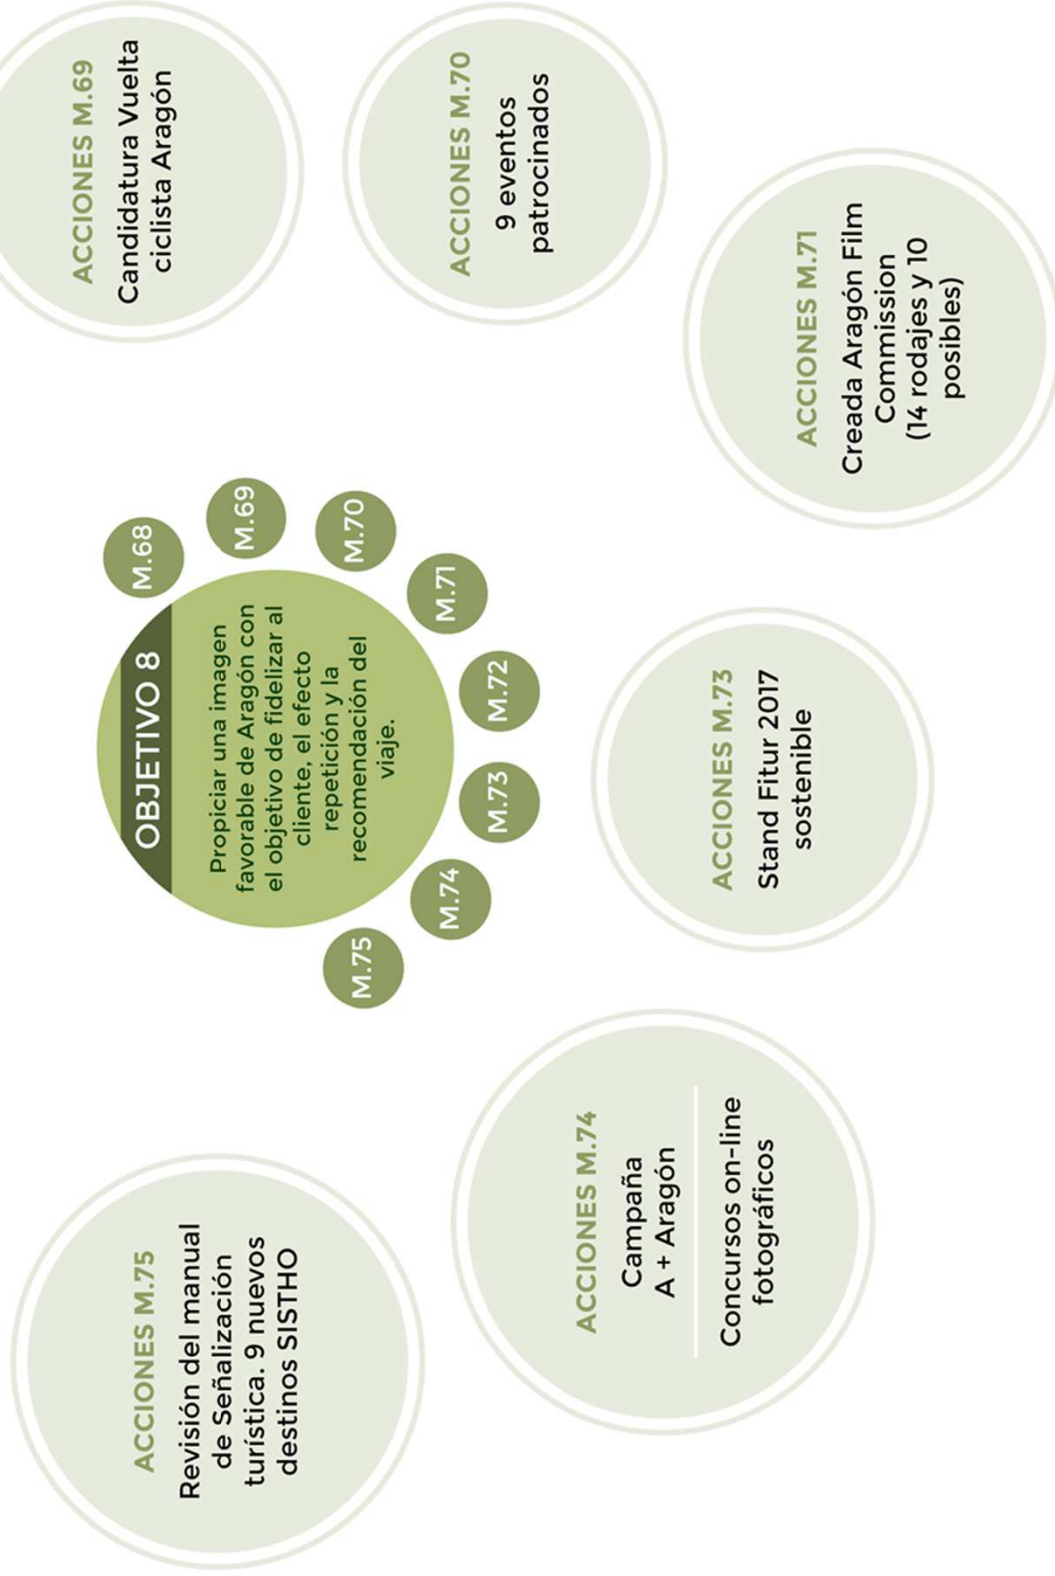 OBJETIVO 8
Propiciar una imagen
favorable de Aragón con
el objetivo de fidelizar al
cliente, el efecto
repetición y la
recomendación del
viaje.
M.75
M.74
M.73
M.72
M.71
M.70
M.69
M.68
ACCIONES M.75
Revisión del manual
de Señalización
turística. 9 nuevos
destinos SISTHO
ACCIONES M.74
Campaña
A + Aragón
Concursos on-line
fotográficos
ACCIONES M.73
Stand Fitur 2017
sostenible
ACCIONES M.71
Creada Aragón Film
Commission
(14 rodajes y 10
posibles)
ACCIONES M.70
9 eventos
patrocinados
ACCIONES M.69
Candidatura Vuelta
ciclista Aragón